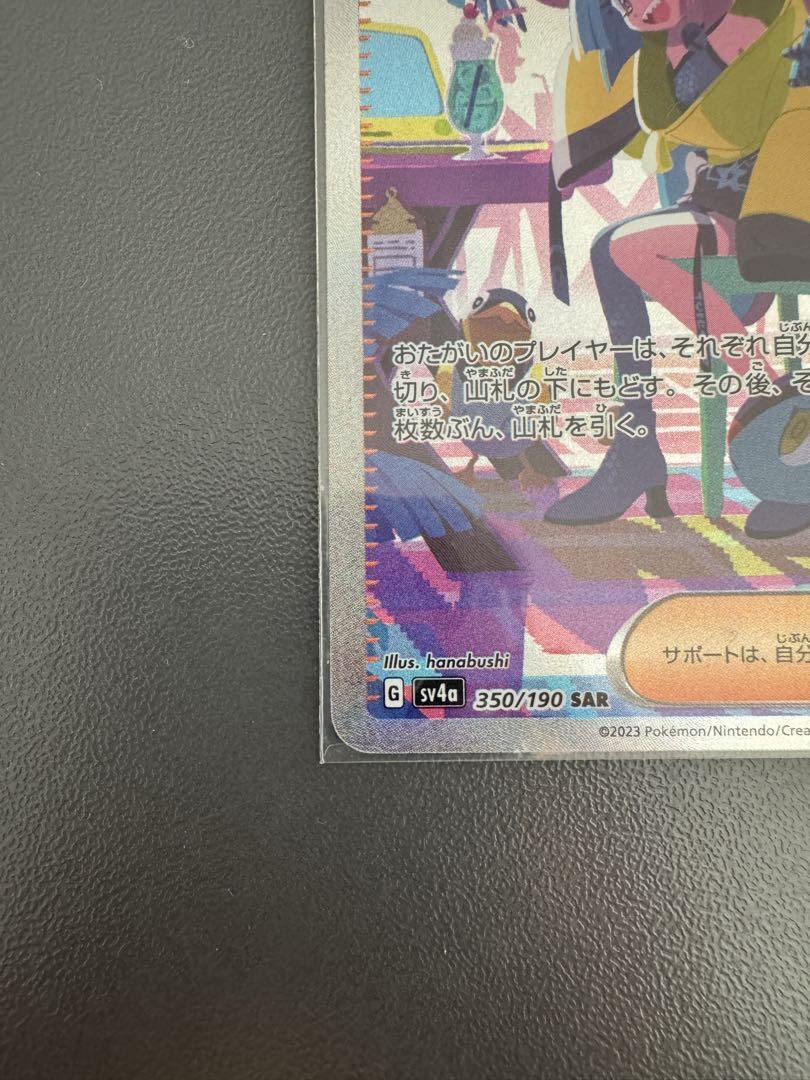 おたがいのプレイヤーは、それぞれ自分
切り、山札の下にもどす。その後、そ
枚数ぶん、山札を引く。
Illus. hanabushi
サポートは、自分
G sv4a 350/190 SAR
©2023 Pokémon/Nintendo/Crea